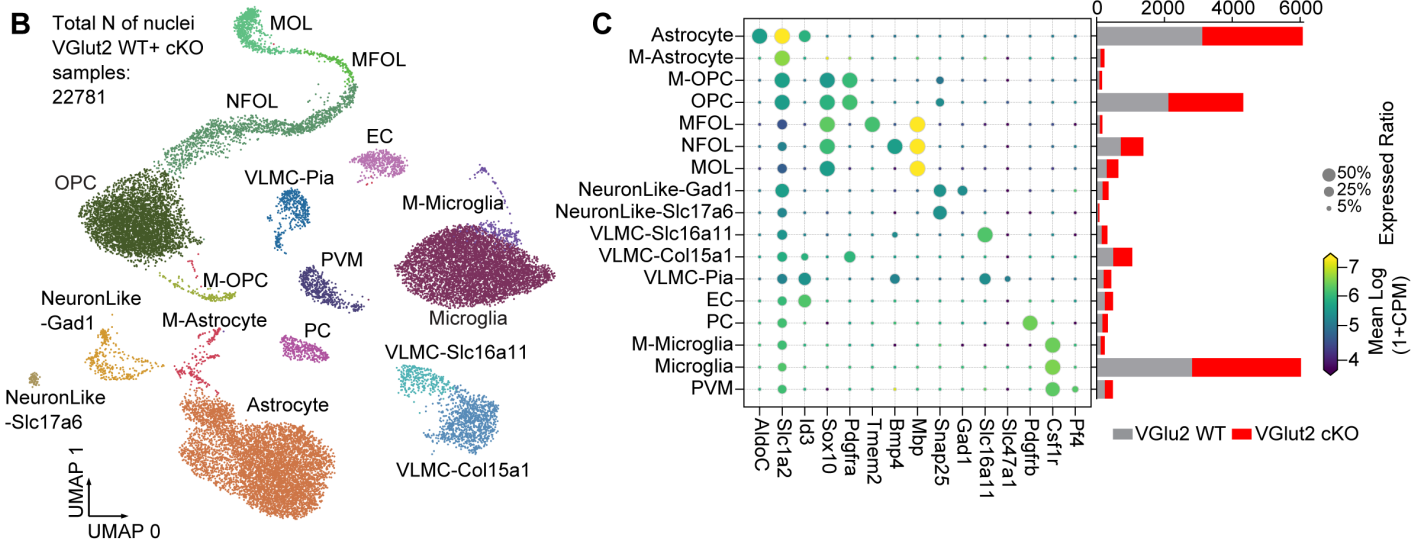 B
Total N of nuclei
VGlut2 WT+ cKO
samples:
22781
MOL
MFOL
NFOL
EC
OPC
VLMC-Pia
M-Microglia
PVM
M-OPC
NeuronLike
-Gad1
M-Astrocyte
PC
Microglia
VLMC-Slc16a11
NeuronLike
-Slc17a6
Astrocyte
VLMC-Col15a1
UMAP 1
UMAP 0
C
0 2000 4000 6000
Astrocyte
M-Astrocyte
M-OPC
OPC
MFOL
NFOL
MOL
NeuronLike-Gad1
NeuronLike-Slc17a6
VLMC-Slc16a11
VLMC-Col15a1
VLMC-Pia
EC
PC
M-Microglia
Microglia
PVM
AldoC
Slc1a2
Id3
Sox10
Pdgfra
Tmem2
Bmp4
Mbp
Snap25
Gad1
Slc16a11
Slc47a1
Pdgfrb
Csf1r
Pf4
50%
25%
5%
Expressed Ratio
7
6
5
4
Mean Log
(1+CPM)
VGlu2 WT
VGlut2 cKO